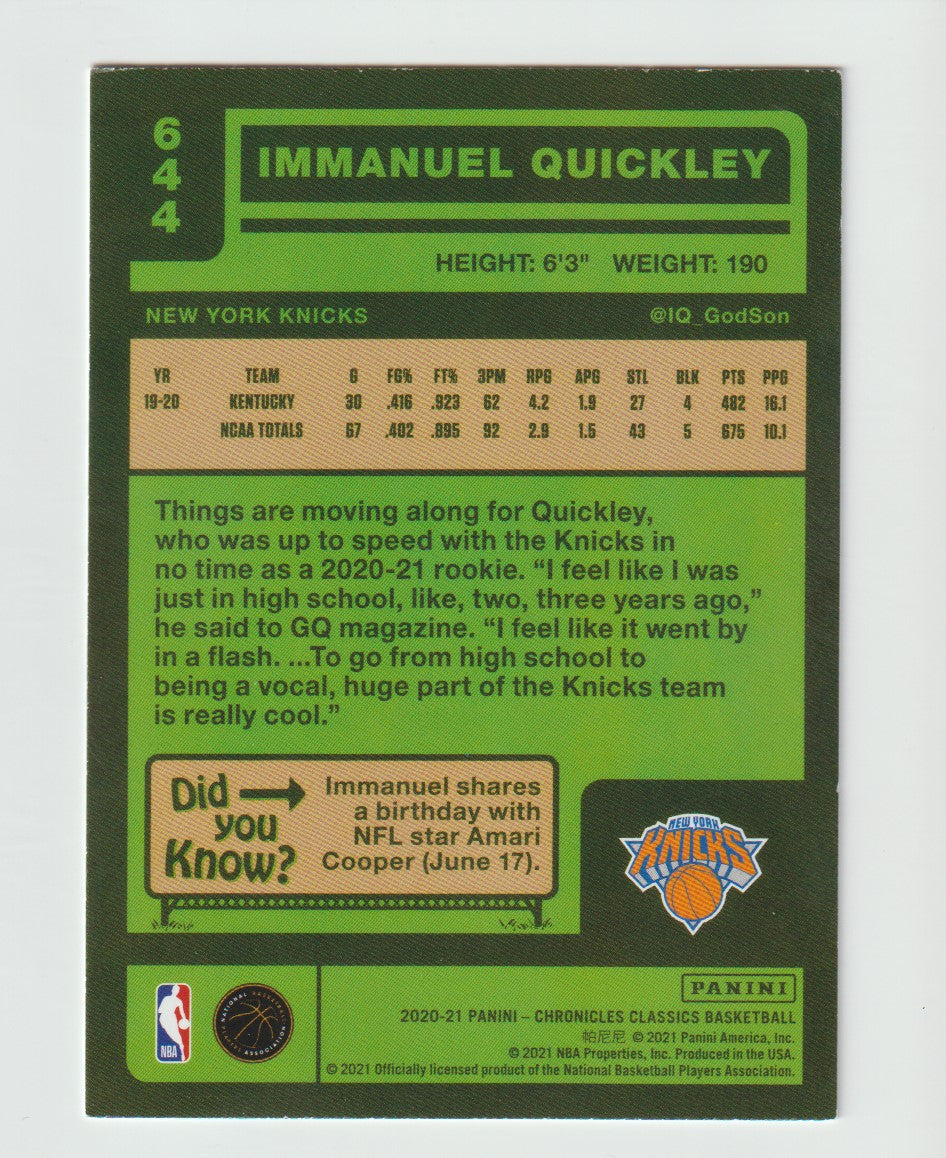 6
4
4
IMMANUEL QUICKLEY
HEIGHT: 6'3" WEIGHT: 190
NEW YORK KNICKS @IQ_GodSon
YR TEAM G FG% FT% 3PM RPG APG STL BLK PTS PPG
19-20 KENTUCKY 30 .416 .923 62 4.2 1.9 27 4 482 16.1
NCAA TOTALS 67 .402 .895 92 2.9 1.5 43 5 675 10.1
Things are moving along for Quickley,
who was up to speed with the Knicks in
no time as a 2020-21 rookie. “I feel like I was
just in high school, like, two, three years ago,”
he said to GQ magazine. “I feel like it went by
in a flash. ...To go from high school to
being a vocal, huge part of the Knicks team
is really cool.”
Did
you
Know?
Immanuel shares
a birthday with
NFL star Amari
Cooper (June 17).
NEW YORK
KNICKS
NBA
NATIONAL BASKETBALL
ASSOCIATION
PANINI
2020-21 PANINI – CHRONICLES CLASSICS BASKETBALL
帕尼尼 © 2021 Panini America, Inc.
© 2021 NBA Properties, Inc. Produced in the USA.
© 2021 Officially licensed product of the National Basketball Players Association.